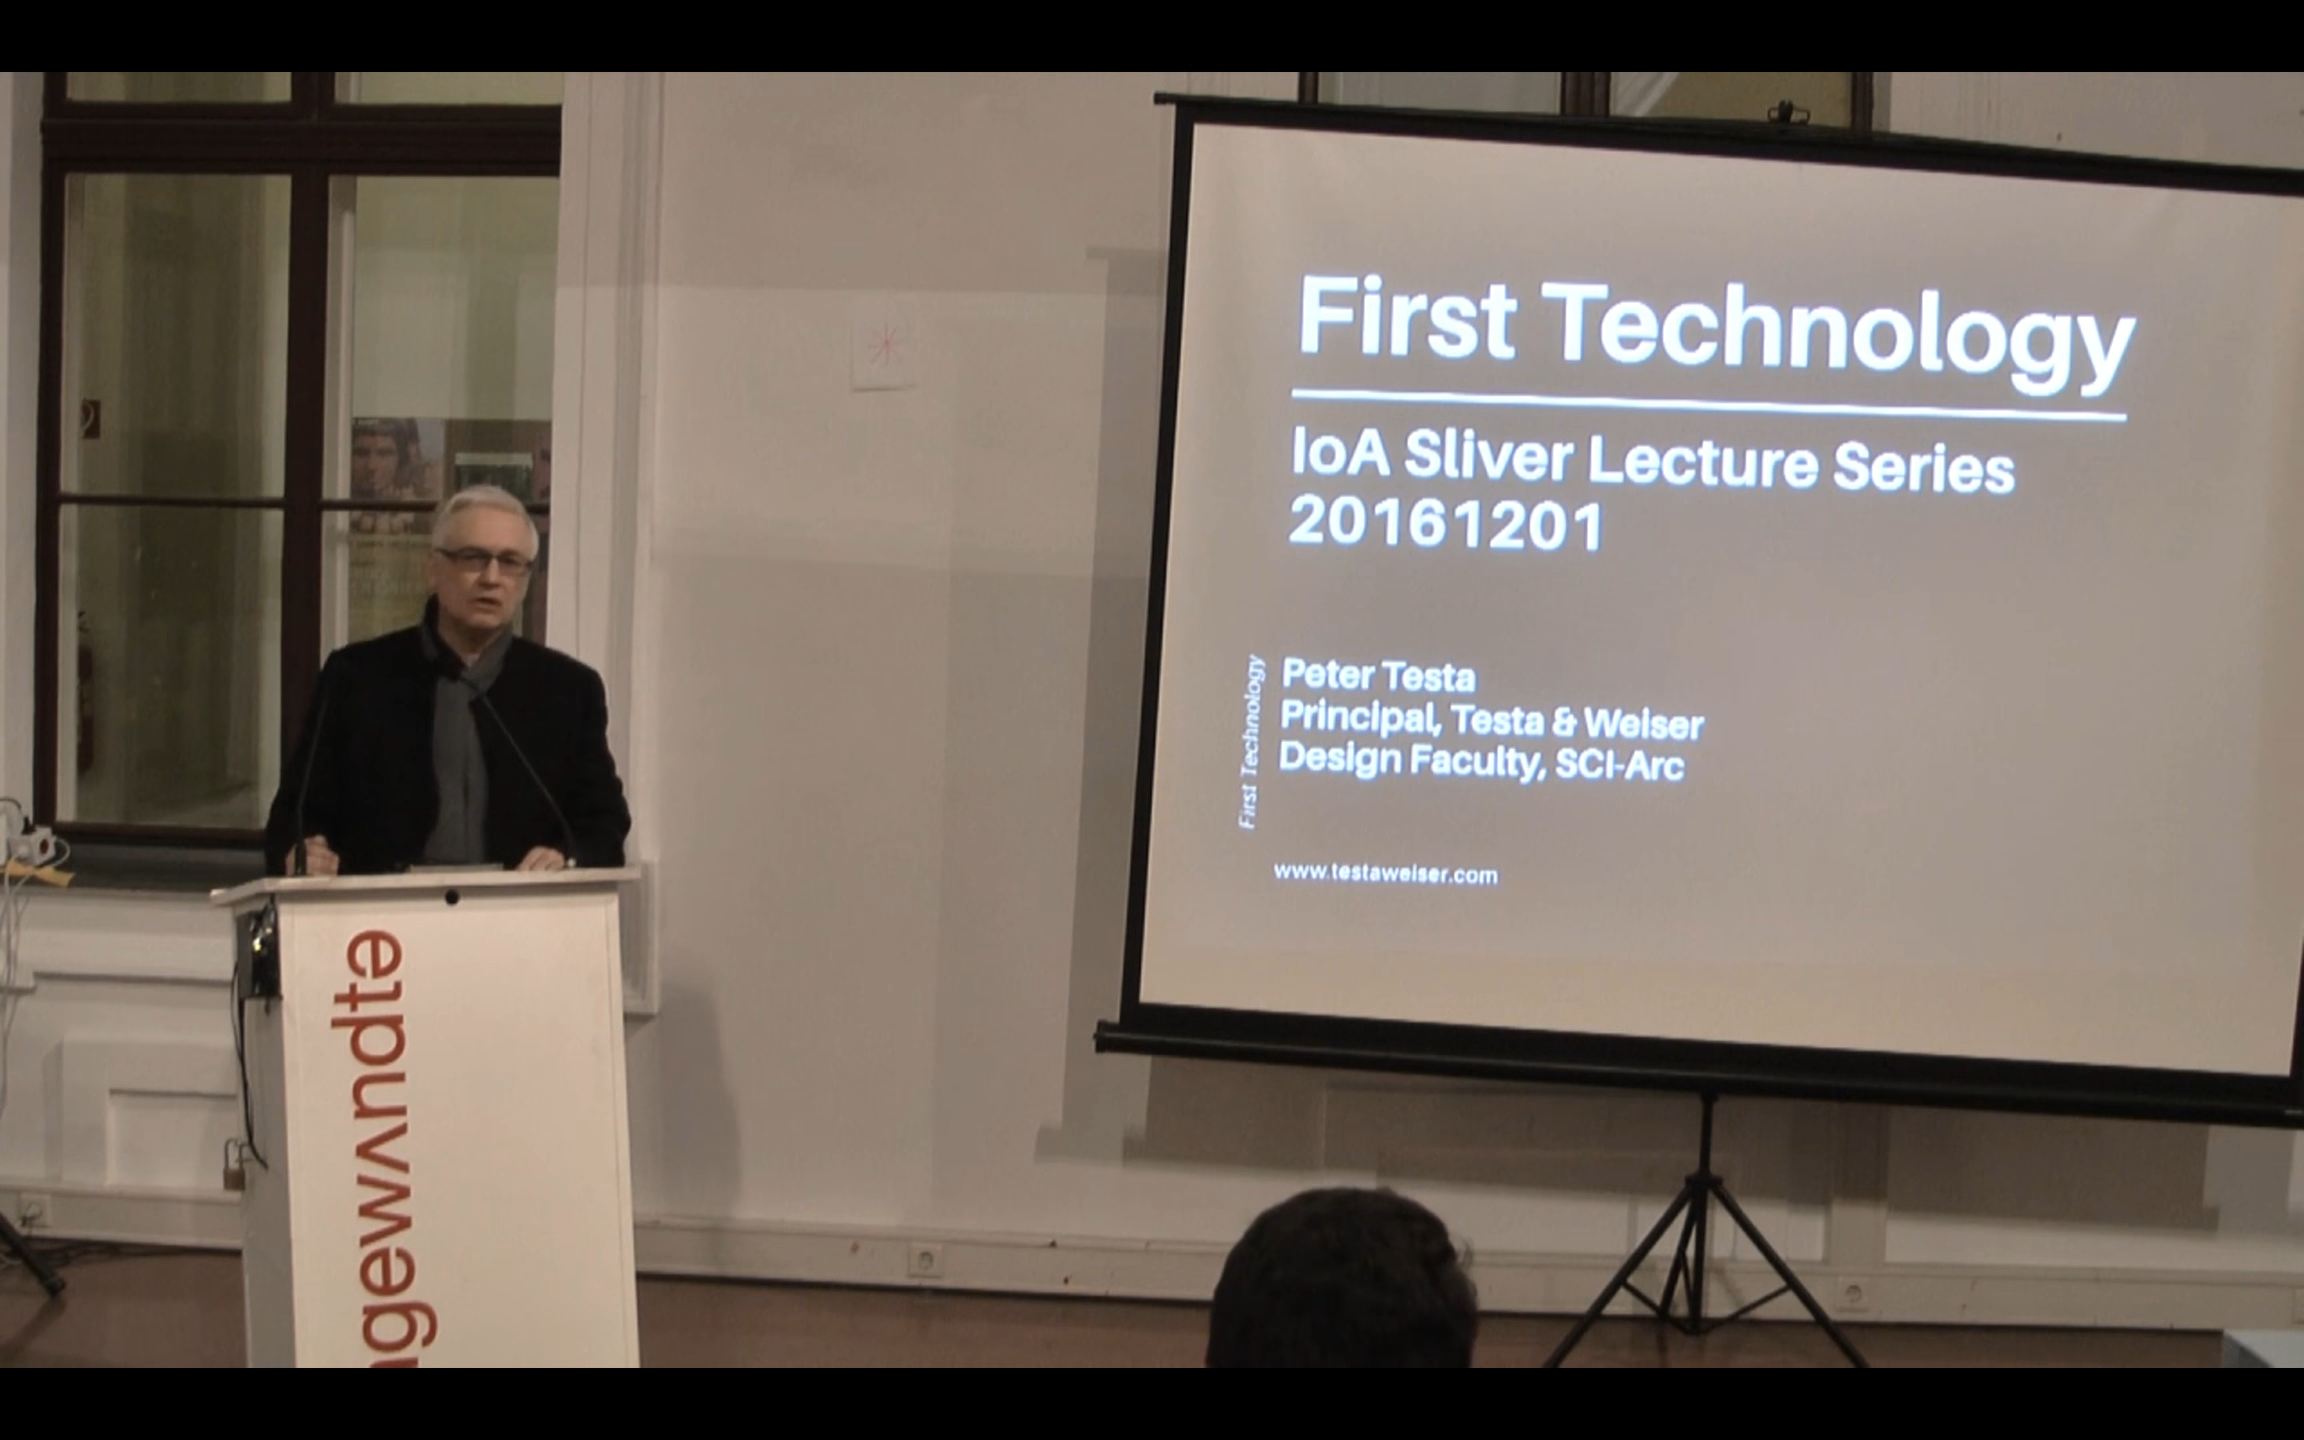 First Technology
IoA Sliver Lecture Series
20161201
First Technology
Peter Testa
Principal, Testa & Weiser
Design Faculty, SCI-Arc
www.testaweiser.com
ngewʌndte